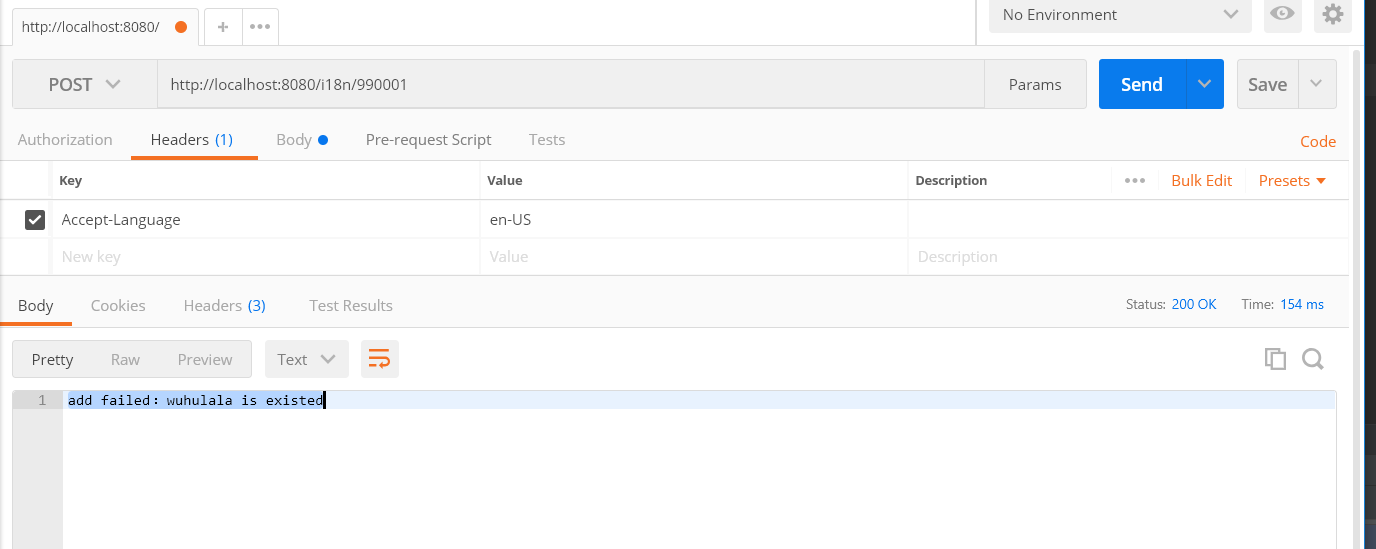 http://localhost:8080/
No Environment
POST http://localhost:8080/i18n/990001 Params Send Save
Authorization Headers (1) Body Pre-request Script Tests Code
Key Value Description Bulk Edit Presets
Accept-Language en-US
New key Value Description
Body Cookies Headers (3) Test Results Status: 200 OK Time: 154 ms
Pretty Raw Preview Text
1 add failed: wuhulala is existed